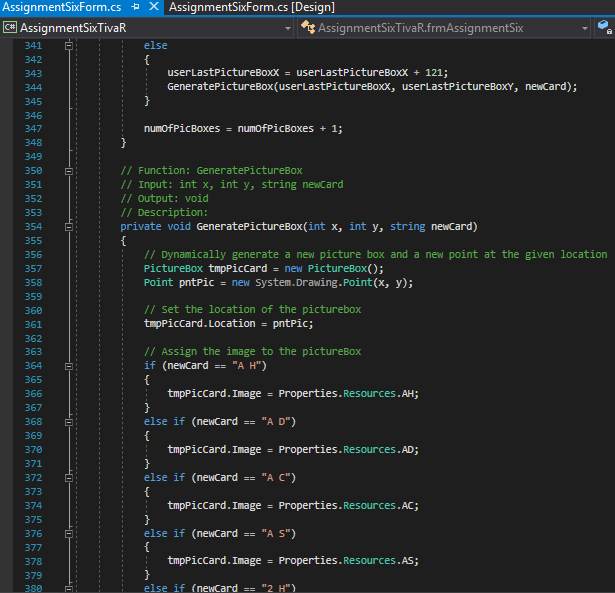 AssignmentSixForm.cs AssignmentSixForm.cs [Design]
C# AssignmentSixTivaR AssignmentSixTivaR.frmAssignmentSix
341 else
342 {
343 userLastPictureBoxX = userLastPictureBoxX + 121;
344 GeneratePictureBox(userLastPictureBoxX, userLastPictureBoxY, newCard);
345 }
346
347 numOfPicBoxes = numOfPicBoxes + 1;
348 }
349
350 // Function: GeneratePictureBox
351 // Input: int x, int y, string newCard
352 // Output: void
353 // Description:
354 private void GeneratePictureBox(int x, int y, string newCard)
355 {
356 // Dynamically generate a new picture box and a new point at the given location
357 PictureBox tmpPicCard = new PictureBox();
358 Point pntPic = new System.Drawing.Point(x, y);
359
360 // Set the location of the picturebox
361 tmpPicCard.Location = pntPic;
362
363 // Assign the image to the pictureBox
364 if (newCard == "A H")
365 {
366 tmpPicCard.Image = Properties.Resources.AH;
367 }
368 else if (newCard == "A D")
369 {
370 tmpPicCard.Image = Properties.Resources.AD;
371 }
372 else if (newCard == "A C")
373 {
374 tmpPicCard.Image = Properties.Resources.AC;
375 }
376 else if (newCard == "A S")
377 {
378 tmpPicCard.Image = Properties.Resources.AS;
379 }
380 else if (newCard == "2 H")